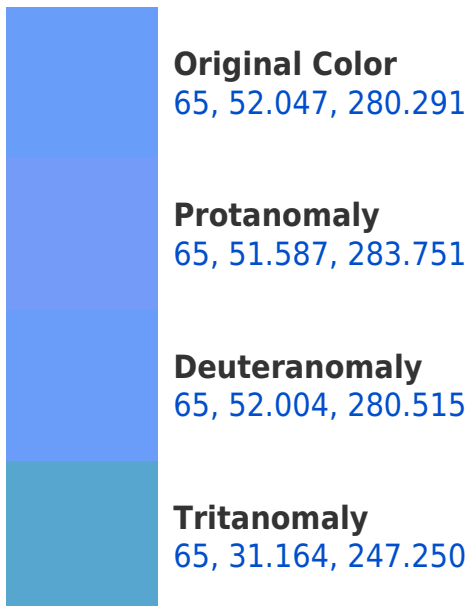 Original Color
65, 52.047, 280.291
Protanomaly
65, 51.587, 283.751
Deuteranomaly
65, 52.004, 280.515
Tritanomaly
65, 31.164, 247.250